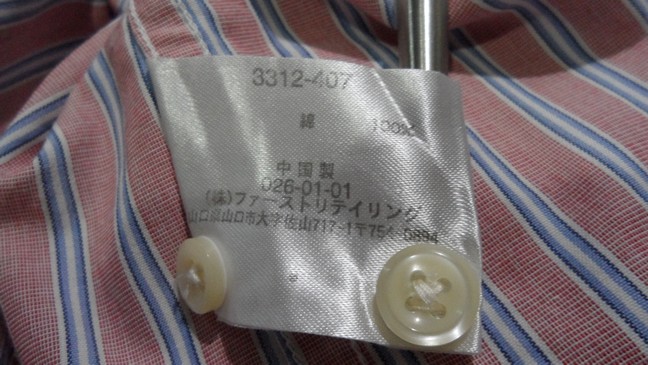 3312-407
綿 100%
中国製
026-01-01
(株)ファーストリテイリング
山口県山口市大字佐山717-1〒754-0894